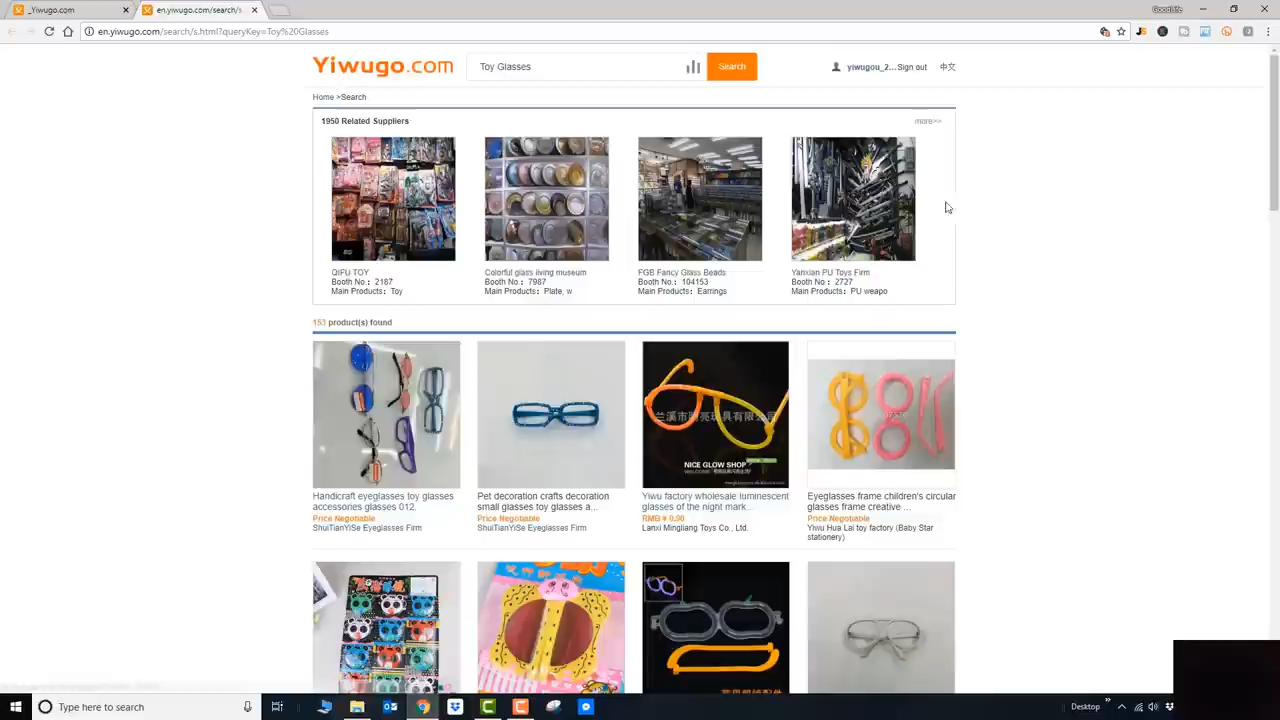 _Yiwugo.com
en.yiwugo.com/search/s
GoodLife
en.yiwugo.com/search/s.html?queryKey=Toy%20Glasses
Yiwugo.com
Toy Glasses
Search
yiwugou_2...Sign out
中文
Home >Search
1950 Related Suppliers
more>>
QIFU TOY
Booth No.: 2187
Main Products: Toy
Colorful glass living museum
Booth No.: 7987
Main Products: Plate, w
FGB Fancy Glass Beads
Booth No.: 104153
Main Products: Earrings
Yanxian PU Toys Firm
Booth No.: 2727
Main Products: PU weapo
153 product(s) found
NICE GLOW SHOP
Handicraft eyeglasses toy glasses
accessories glasses 012.
Price Negotiable
ShuiTianYiSe Eyeglasses Firm
Pet decoration crafts decoration
small glasses toy glasses a...
Price Negotiable
ShuiTianYiSe Eyeglasses Firm
Yiwu factory wholesale luminescent
glasses of the night mark...
RMB ¥ 0.90
Lanxi Mingliang Toys Co., Ltd.
Eyeglasses frame children's circular
glasses frame creative ...
Price Negotiable
Yiwu Hua Lai toy factory (Baby Star
stationery)
Type here to search
Desktop